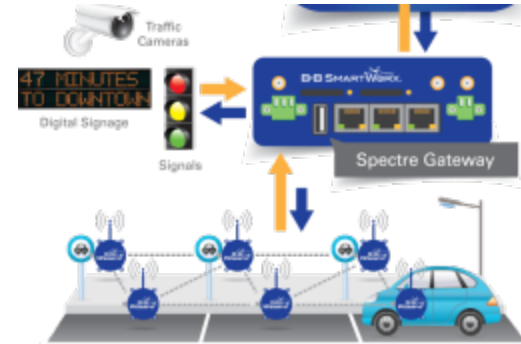 Traffic
Cameras
47 MINUTES
TO DOWNTOWN
Digital Signage
Signals
B+B SMARTWORX
Spectre Gateway